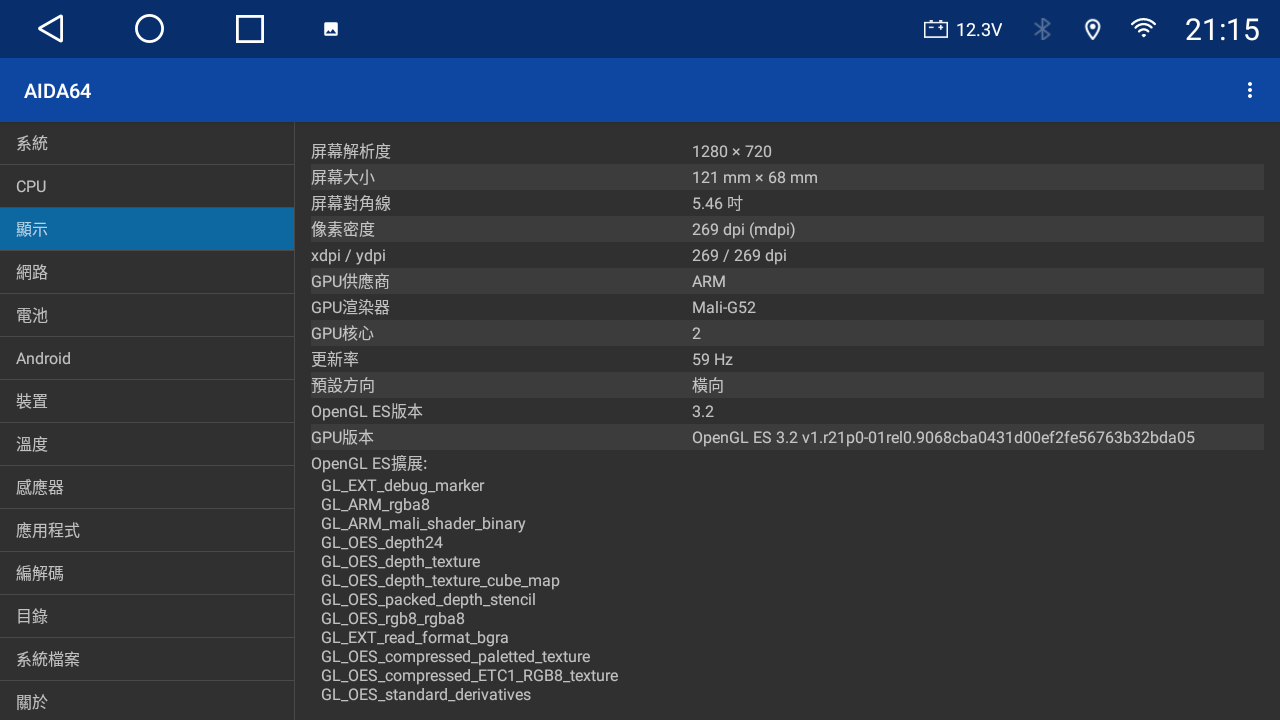 12.3V
21:15
AIDA64
系統
CPU
顯示
網路
電池
Android
裝置
溫度
感應器
應用程式
編解碼
目錄
系統檔案
關於
屏幕解析度 1280 × 720
屏幕大小 121 mm × 68 mm
屏幕對角線 5.46 吋
像素密度 269 dpi (mdpi)
xdpi / ydpi 269 / 269 dpi
GPU供應商 ARM
GPU渲染器 Mali-G52
GPU核心 2
更新率 59 Hz
預設方向 橫向
OpenGL ES版本 3.2
GPU版本 OpenGL ES 3.2 v1.r21p0-01rel0.9068cba0431d00ef2fe56763b32bda05
OpenGL ES擴展:
GL_EXT_debug_marker
GL_ARM_rgba8
GL_ARM_mali_shader_binary
GL_OES_depth24
GL_OES_depth_texture
GL_OES_depth_texture_cube_map
GL_OES_packed_depth_stencil
GL_OES_rgb8_rgba8
GL_EXT_read_format_bgra
GL_OES_compressed_paletted_texture
GL_OES_compressed_ETC1_RGB8_texture
GL_OES_standard_derivatives